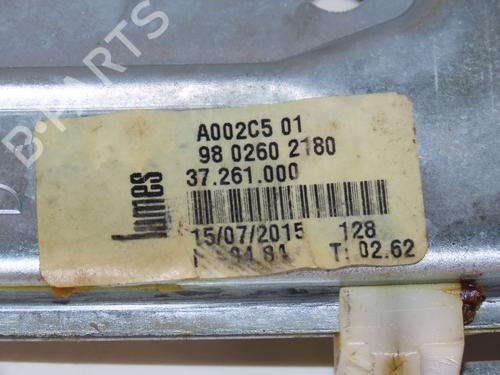 B-PARTS
lames
A002C5 01
98 0260 2180
37.261.000
15/07/2015 128
T: 02.62